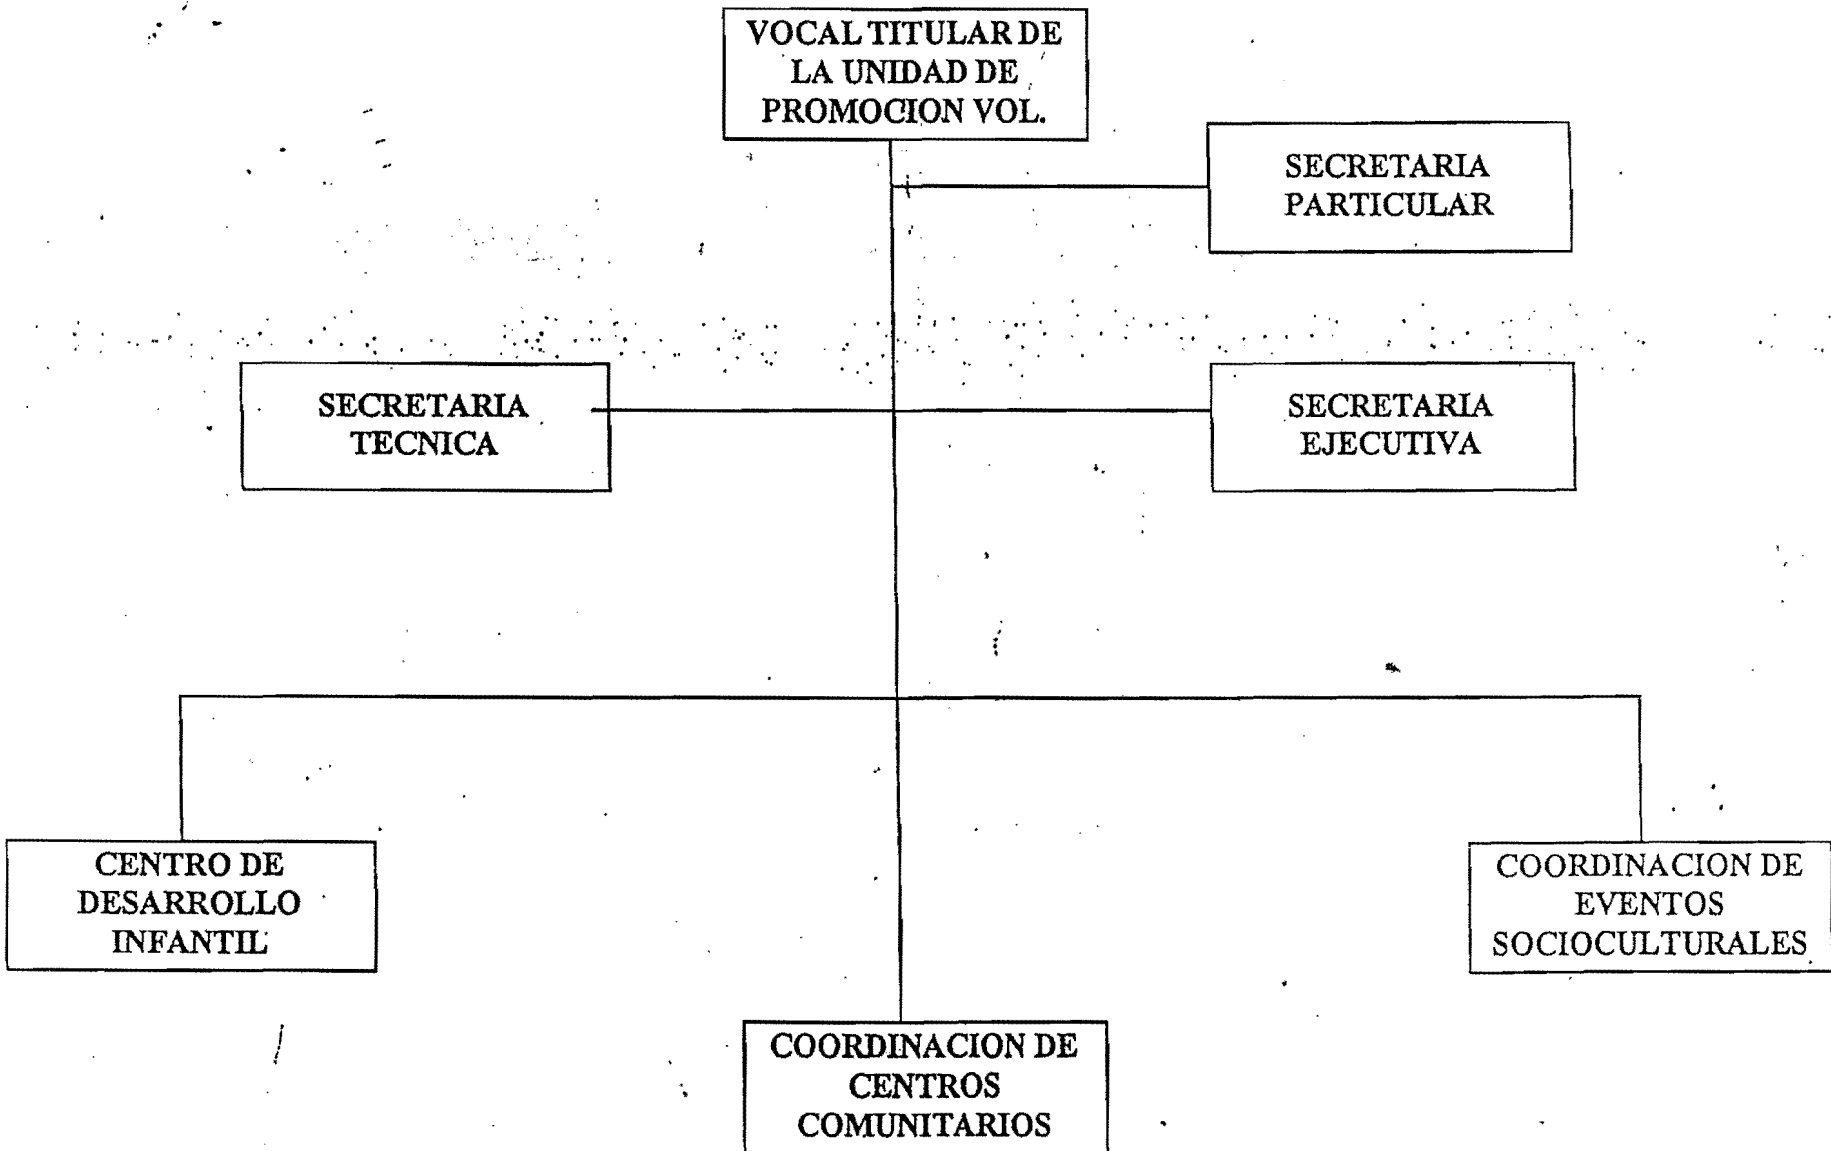 VOCAL TITULAR DE
LA UNIDAD DE
PROMOCION VOL.
SECRETARIA
PARTICULAR
SECRETARIA
TECNICA
SECRETARIA
EJECUTIVA
CENTRO DE
DESARROLLO
INFANTIL
COORDINACION DE
EVENTOS
SOCIOCULTURALES
COORDINACION DE
CENTROS
COMUNITARIOS